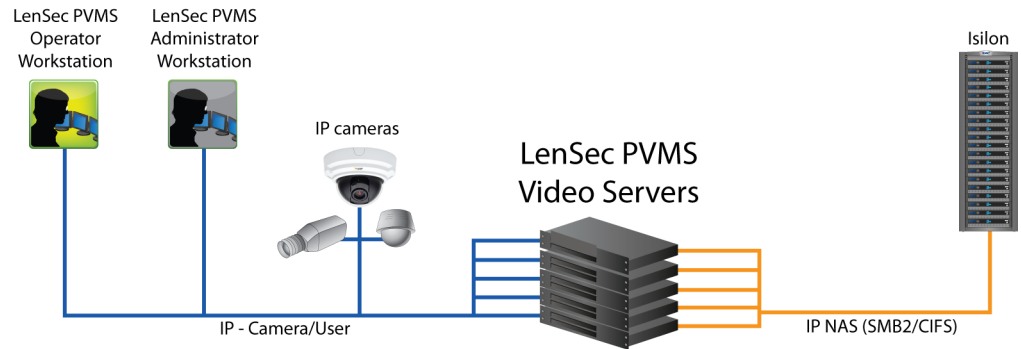 LenSec PVMS
Operator
Workstation
LenSec PVMS
Administrator
Workstation
IP cameras
LenSec PVMS
Video Servers
Isilon
IP - Camera/User
IP NAS (SMB2/CIFS)